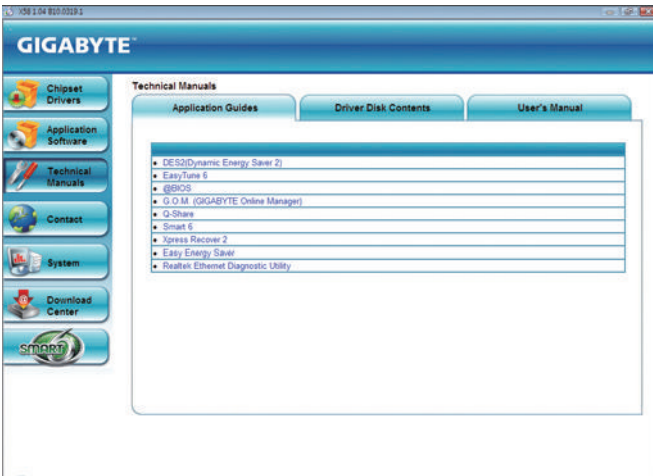 X58 1.04 B10.0319.1
GIGABYTE™
Chipset
Drivers
Application
Software
Technical
Manuals
Contact
System
Download
Center
SMART6
Technical Manuals
Application Guides
Driver Disk Contents
User's Manual
DES2(Dynamic Energy Saver 2)
EasyTune 6
@BIOS
G.O.M. (GIGABYTE Online Manager)
Q-Share
Smart 6
Xpress Recover 2
Easy Energy Saver
Realtek Ethernet Diagnostic Utility